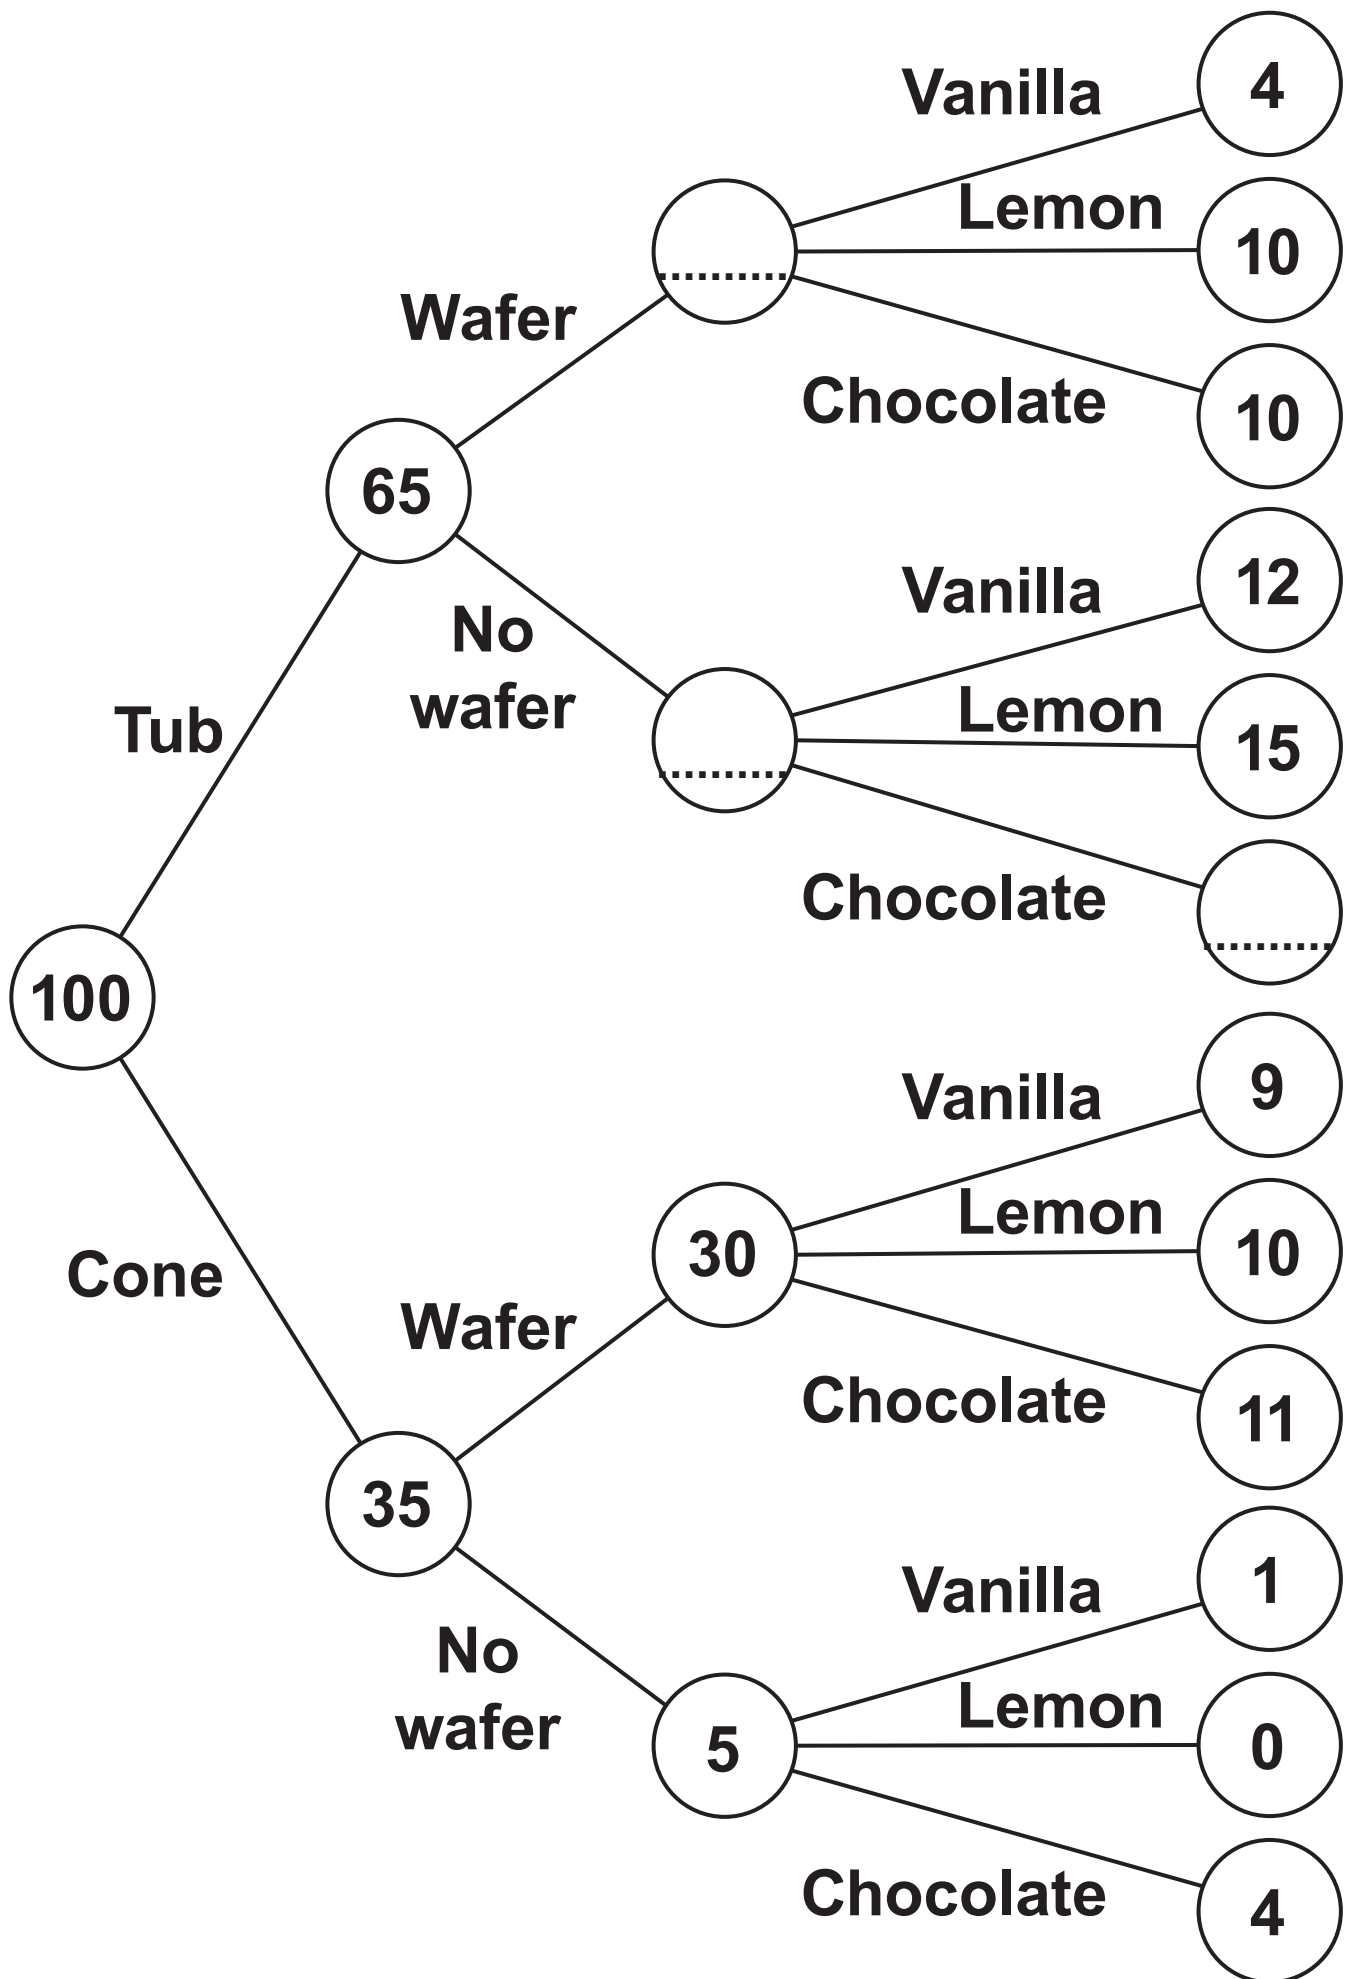 Vanilla
4
Lemon
10
Wafer
Chocolate
10
65
Vanilla
12
No
wafer
Lemon
15
Tub
Chocolate
100
Vanilla
9
Lemon
10
Cone
30
Wafer
Chocolate
11
35
Vanilla
1
No
wafer
Lemon
0
5
Chocolate
4